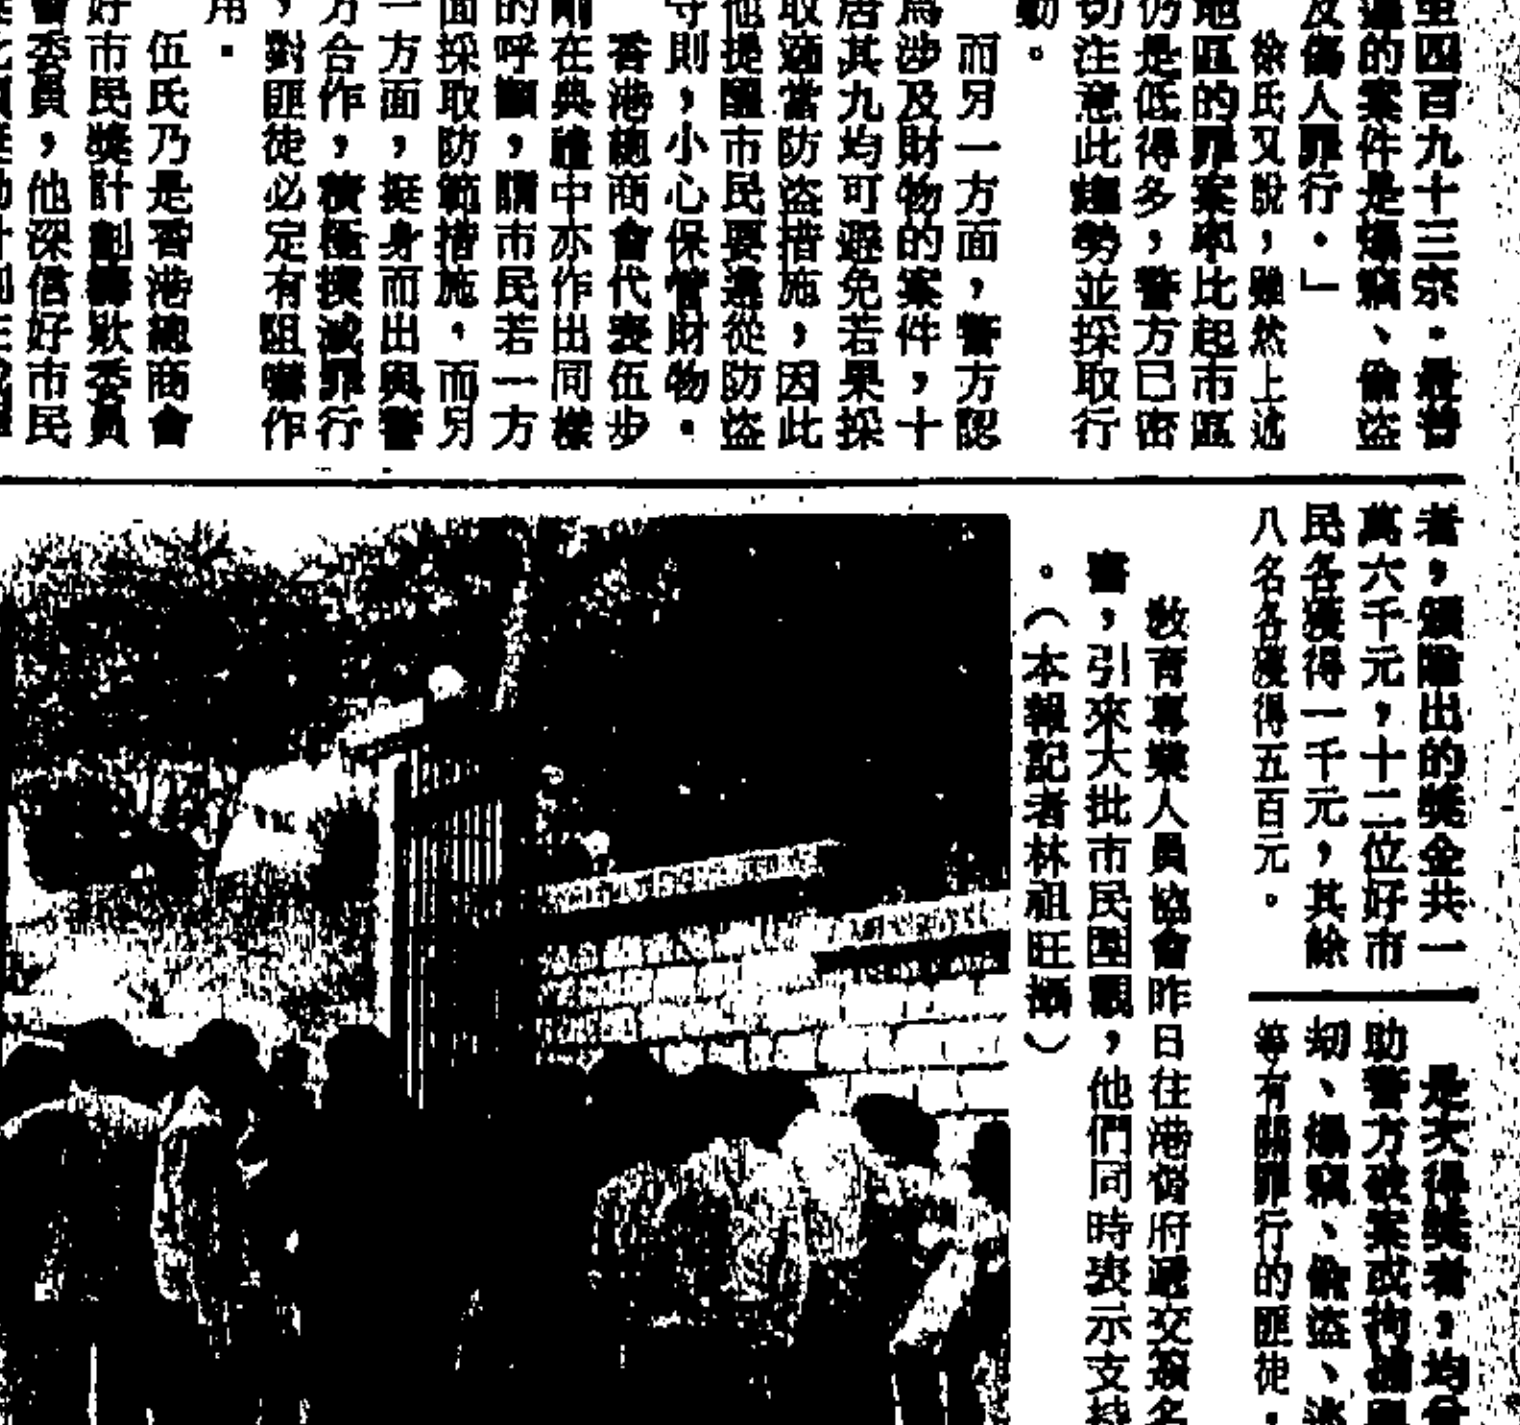 至四百九十三宗。最普
遍的案件是爆竊、偷盜
及傷人罪行。」
徐氏又說，雖然上述
地區的罪案率比起市區
仍是低得多，警方已密
切注意此趨勢並採取行
動。
而另一方面，警方認
為涉及財物的案件，十
居其九均可避免若果採
取適當防盜措施，因此
他提醒市民要遵從防盜
守則，小心保管財物。
香港總商會代表伍步
剛在典禮中亦作出同樣
的呼籲，請市民若一方
面採取防範措施。而另
一方面，挺身而出與警
方合作，積極撲滅罪行
，對匪徒必定有阻嚇作
用。
伍氏乃是香港總商會
好市民獎計劃籌款委員
會委員，他深信好市民
者，頒發出的獎金共一
萬六千元，十二位好市
民各獲得一千元，其餘
八名各獲得五百元。
是次得獎者，均
助警方破案或拘捕
劫、爆竊、偷盜、
等有關罪行的匪徒。
教育專業人員協會昨日往港督府遞交簽名
書，引來大批市民圍觀，他們同時表示支持
。（本報記者林祖旺攝）